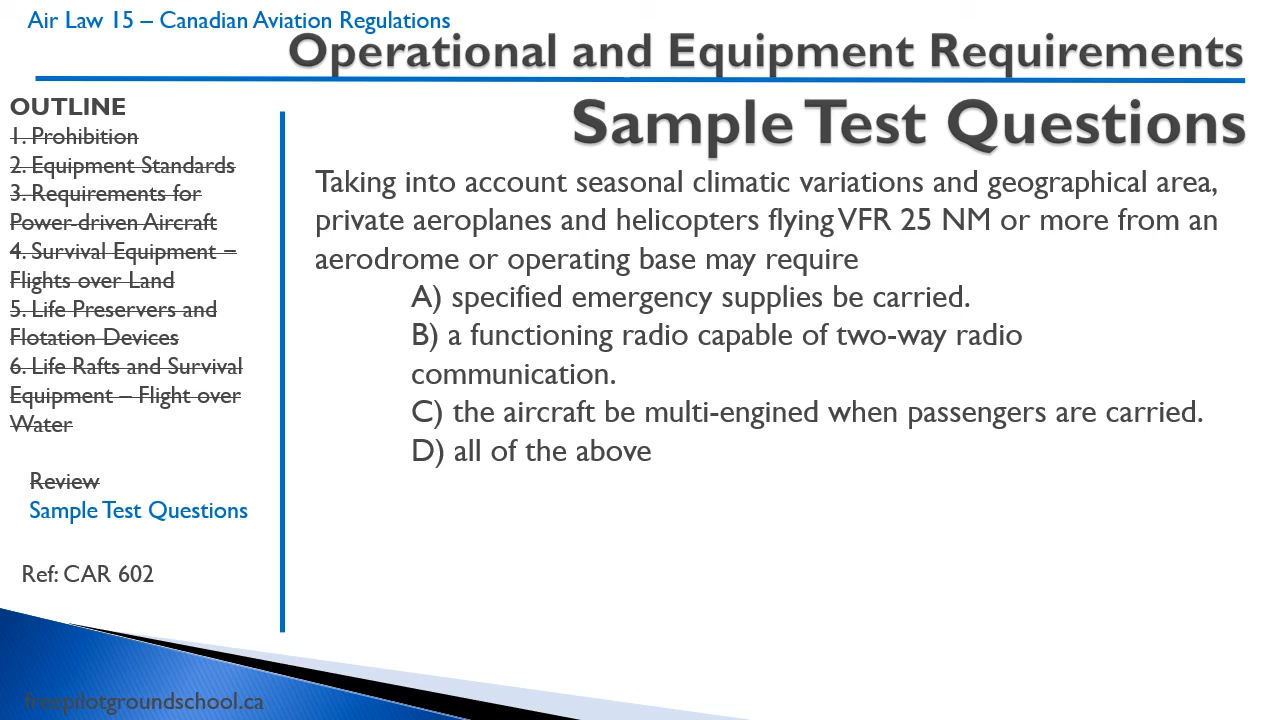 Air Law 15 – Canadian Aviation Regulations
Operational and Equipment Requirements
OUTLINE
1. Prohibition
2. Equipment Standards
3. Requirements for
Power-driven Aircraft
4. Survival Equipment –
Flights over Land
5. Life Preservers and
Flotation Devices
6. Life Rafts and Survival
Equipment – Flight over
Water
Review
Sample Test Questions
Ref: CAR 602
Sample Test Questions
Taking into account seasonal climatic variations and geographical area,
private aeroplanes and helicopters flying VFR 25 NM or more from an
aerodrome or operating base may require
A) specified emergency supplies be carried.
B) a functioning radio capable of two-way radio
communication.
C) the aircraft be multi-engined when passengers are carried.
D) all of the above
freepilotgroundschool.ca